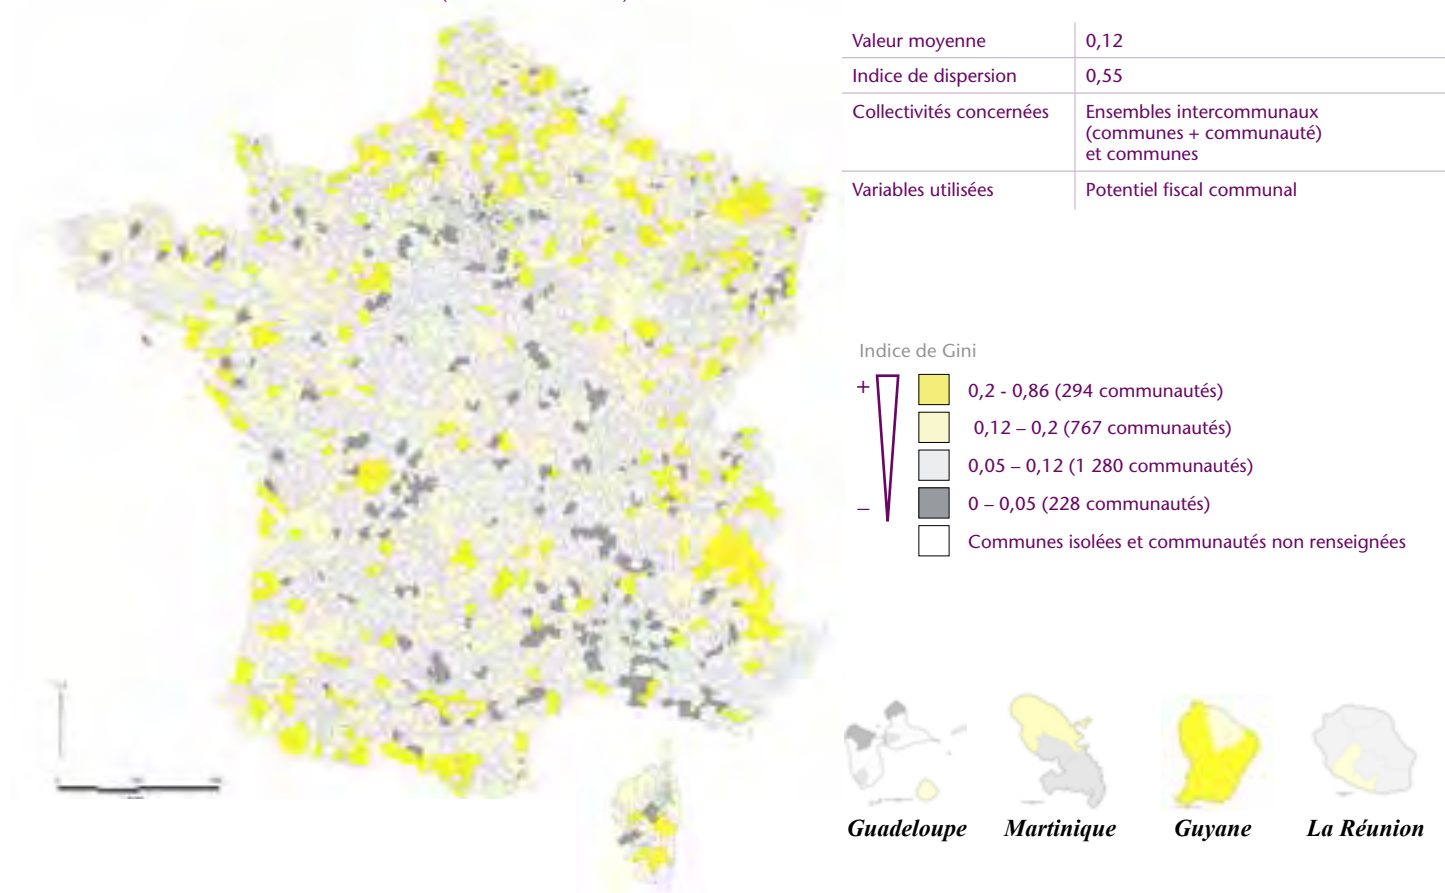 Valeur moyenne 0,12
Indice de dispersion 0,55
Collectivités concernées Ensembles intercommunaux
(communes + communauté)
et communes
Variables utilisées Potentiel fiscal communal
Indice de Gini
+ 0,2 - 0,86 (294 communautés)
0,12 – 0,2 (767 communautés)
0,05 – 0,12 (1 280 communautés)
– 0 – 0,05 (228 communautés)
Communes isolées et communautés non renseignées
Guadeloupe Martinique Guyane La Réunion